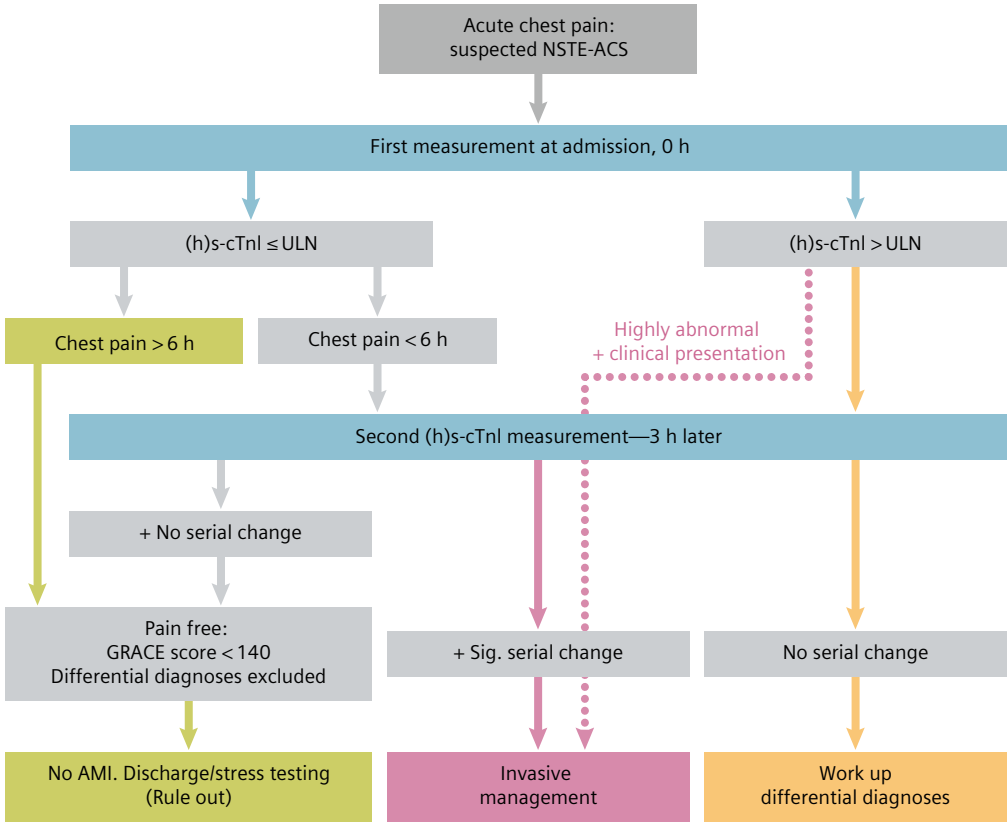 Acute chest pain:
suspected NSTE-ACS
First measurement at admission, 0 h
(h)s-cTnl ≤ ULN
(h)s-cTnl > ULN
Chest pain > 6 h
Chest pain < 6 h
Highly abnormal
+ clinical presentation
Second (h)s-cTnl measurement—3 h later
+ No serial change
Pain free:
GRACE score < 140
Differential diagnoses excluded
+ Sig. serial change
No serial change
No AMI. Discharge/stress testing
(Rule out)
Invasive
management
Work up
differential diagnoses